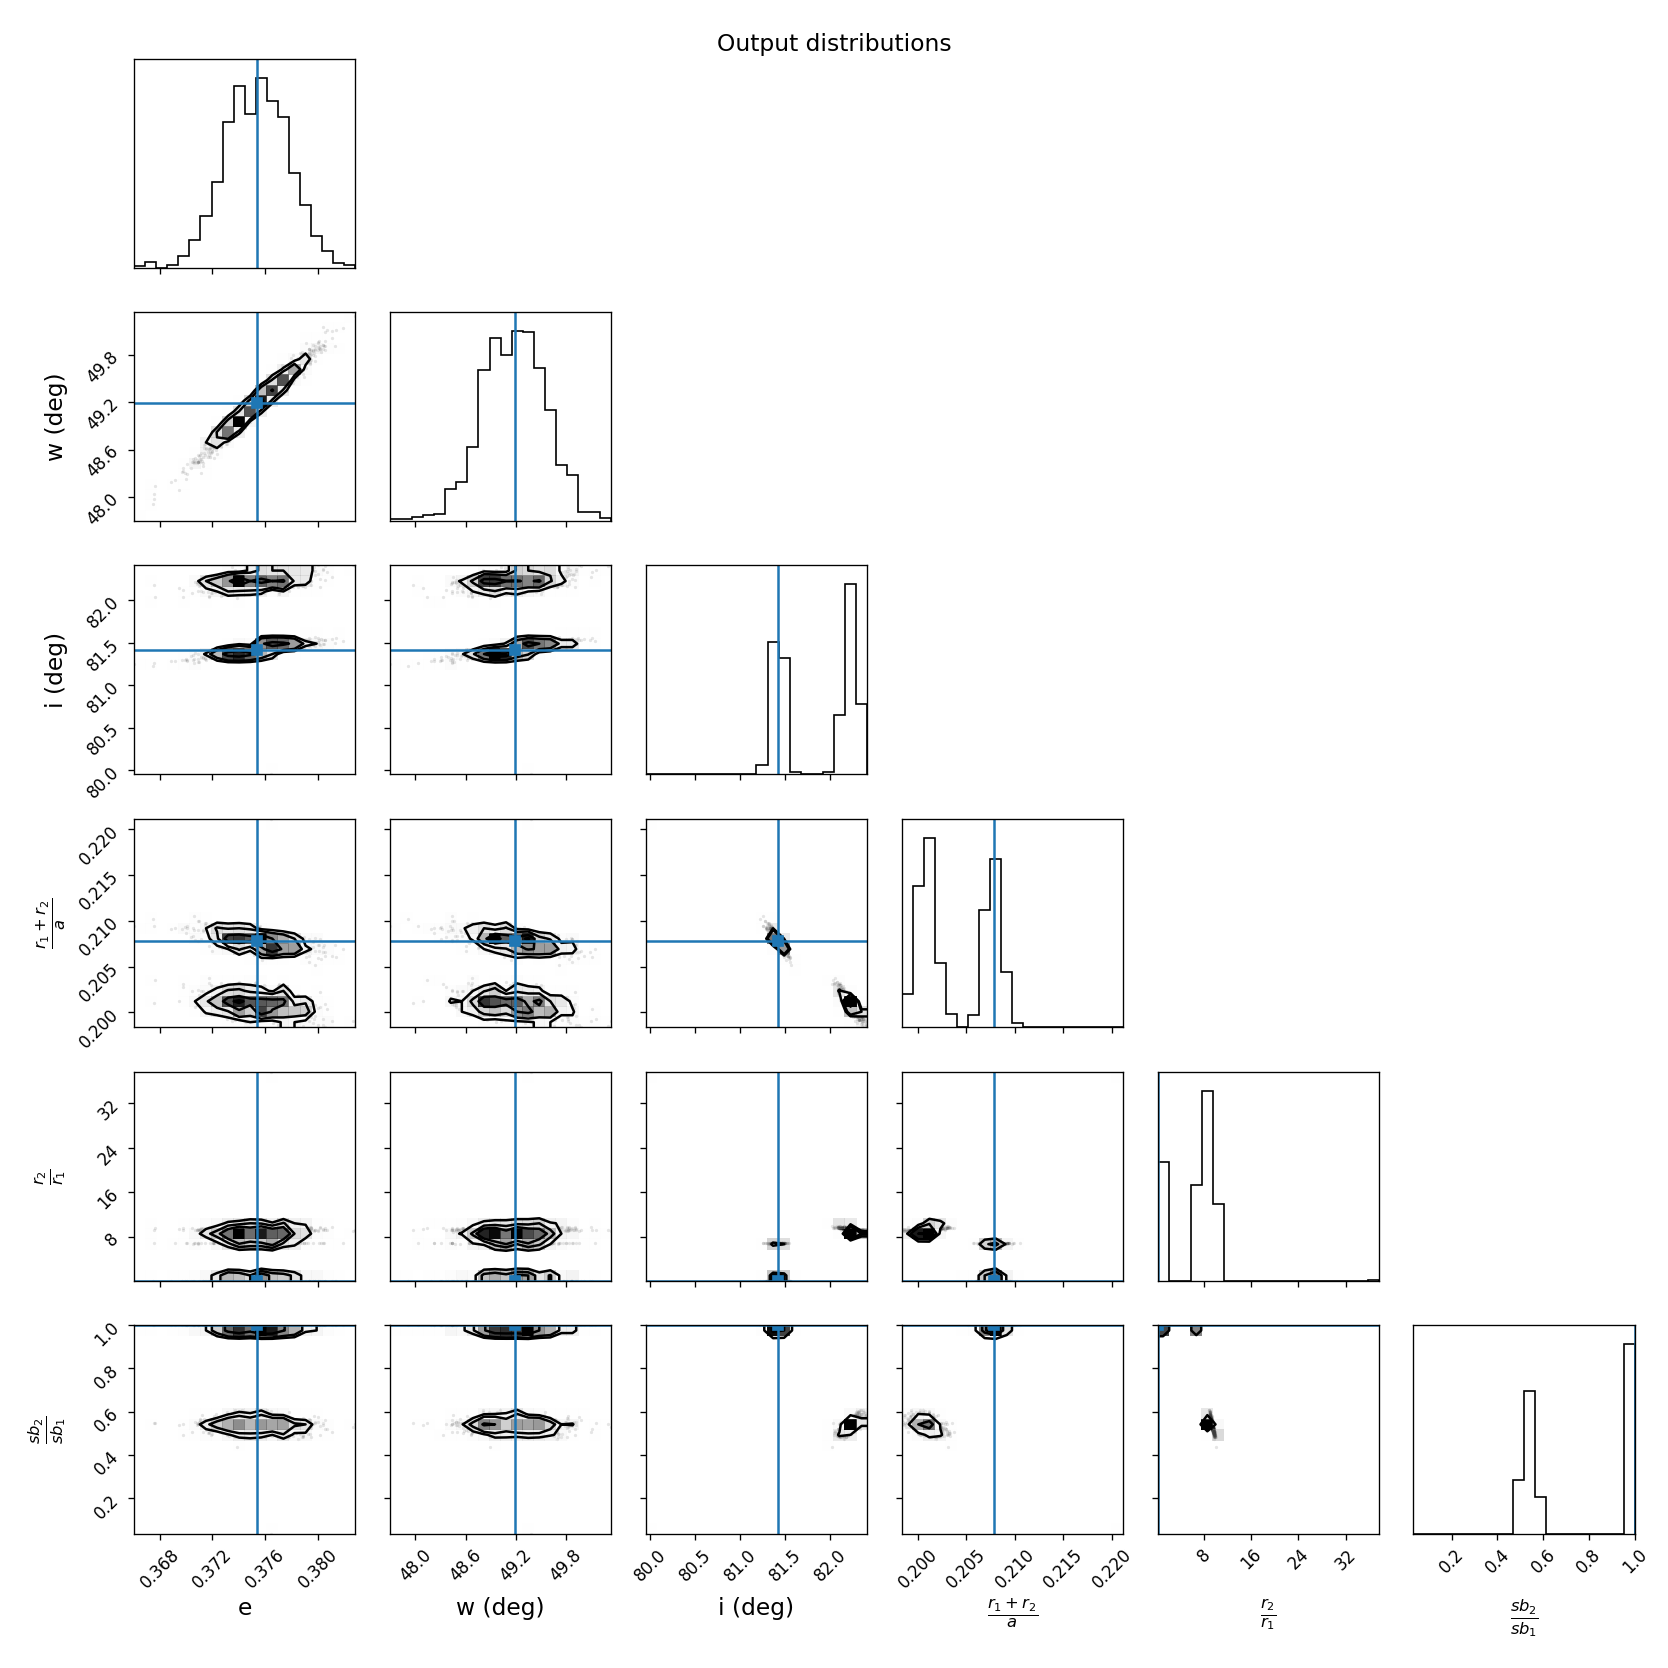 Output distributions
w (deg)
49.8
49.2
48.6
48.0
i (deg)
82.0
81.5
81.0
80.5
80.0
r₁ + r₂
a
0.220
0.215
0.210
0.205
0.200
r₂
r₁
32
24
16
8
sb₂
sb₁
1.0
0.8
0.6
0.4
0.2
0.368 0.372 0.376 0.380 48.0 48.6 49.2 49.8 80.0 80.5 81.0 81.5 82.0 0.200 0.205 0.210 0.215 0.220 8 16 24 32 0.2 0.4 0.6 0.8 1.0
e w (deg) i (deg) r₁ + r₂ r₂ sb₂
a r₁ sb₁